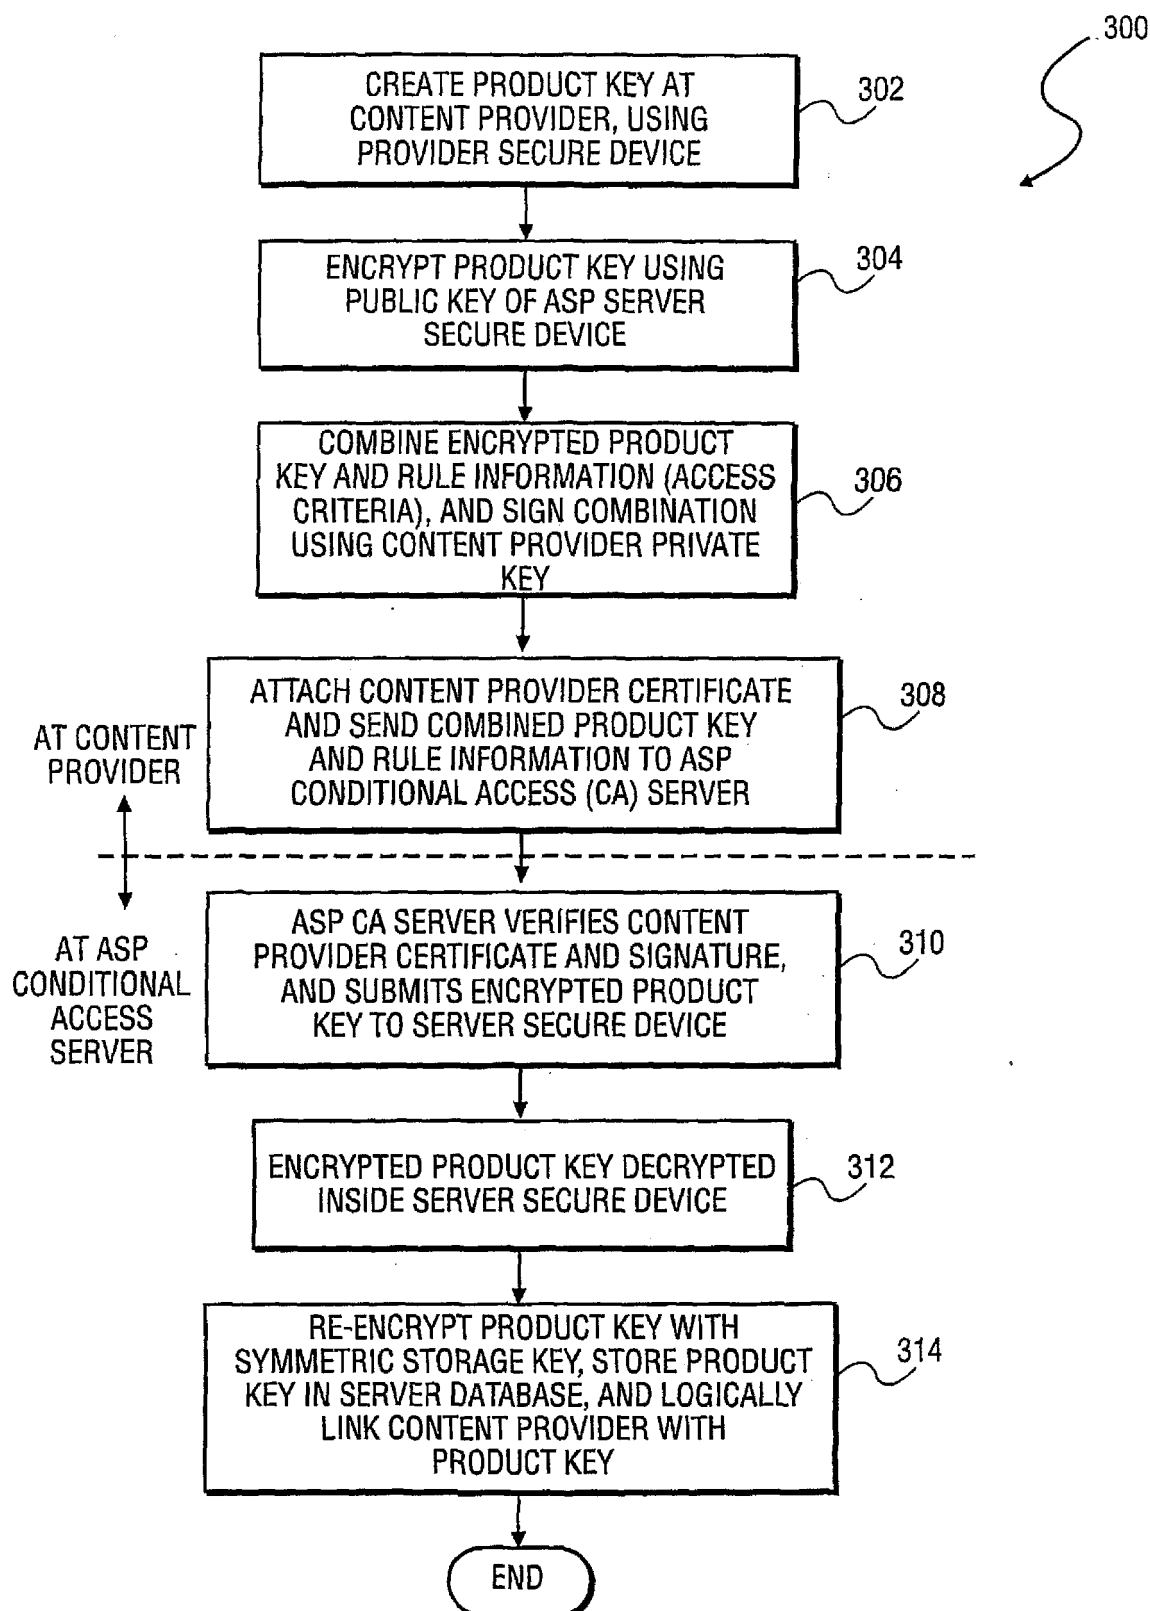 300
CREATE PRODUCT KEY AT
CONTENT PROVIDER, USING
PROVIDER SECURE DEVICE
302
ENCRYPT PRODUCT KEY USING
PUBLIC KEY OF ASP SERVER
SECURE DEVICE
304
COMBINE ENCRYPTED PRODUCT
KEY AND RULE INFORMATION (ACCESS
CRITERIA), AND SIGN COMBINATION
USING CONTENT PROVIDER PRIVATE
KEY
306
ATTACH CONTENT PROVIDER CERTIFICATE
AND SEND COMBINED PRODUCT KEY
AND RULE INFORMATION TO ASP
CONDITIONAL ACCESS (CA) SERVER
308
AT CONTENT
PROVIDER
AT ASP
CONDITIONAL
ACCESS
SERVER
ASP CA SERVER VERIFIES CONTENT
PROVIDER CERTIFICATE AND SIGNATURE,
AND SUBMITS ENCRYPTED PRODUCT
KEY TO SERVER SECURE DEVICE
310
ENCRYPTED PRODUCT KEY DECRYPTED
INSIDE SERVER SECURE DEVICE
312
RE-ENCRYPT PRODUCT KEY WITH
SYMMETRIC STORAGE KEY, STORE PRODUCT
KEY IN SERVER DATABASE, AND LOGICALLY
LINK CONTENT PROVIDER WITH
PRODUCT KEY
314
END